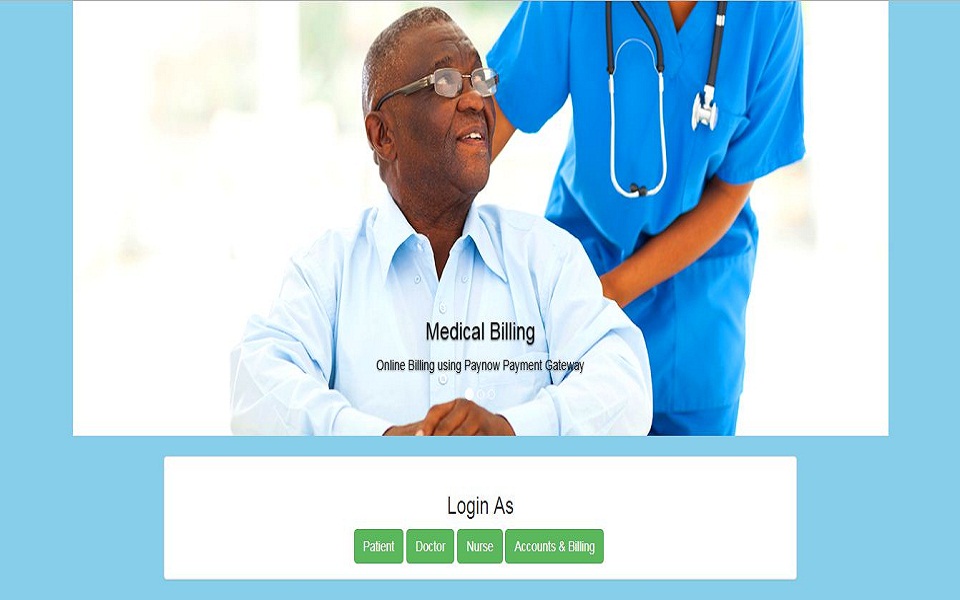 Medical Billing
Online Billing using Paynow Payment Gateway
Login As
Patient Doctor Nurse Accounts & Billing